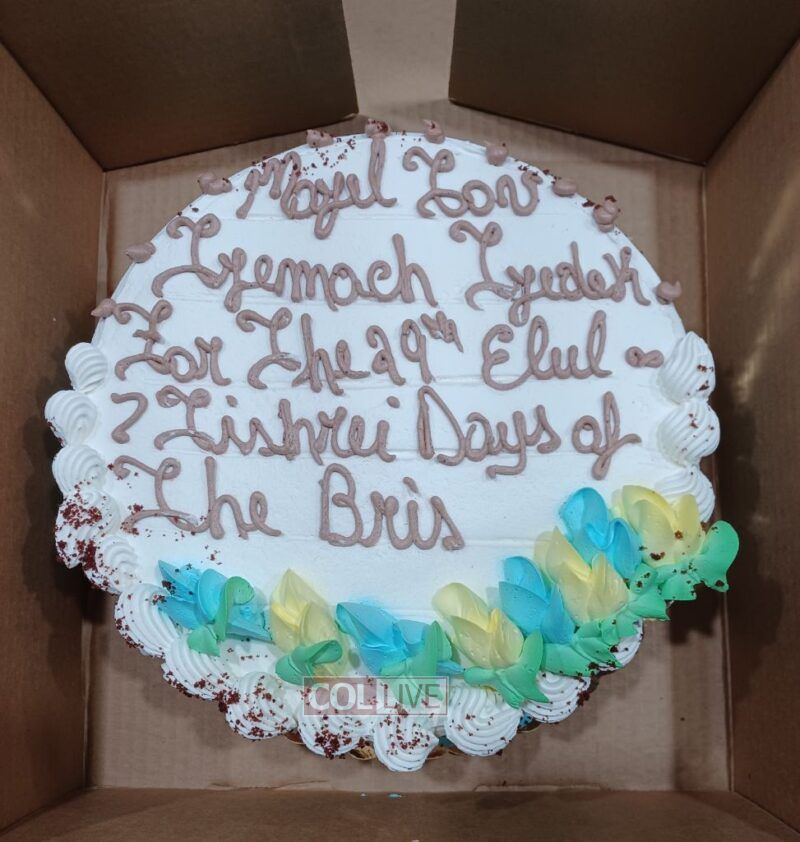 Mazel Tov
Tzemach Tzedek
For The 29th Elul -
7 Tishrei Days of
The Bris
COLLIVE